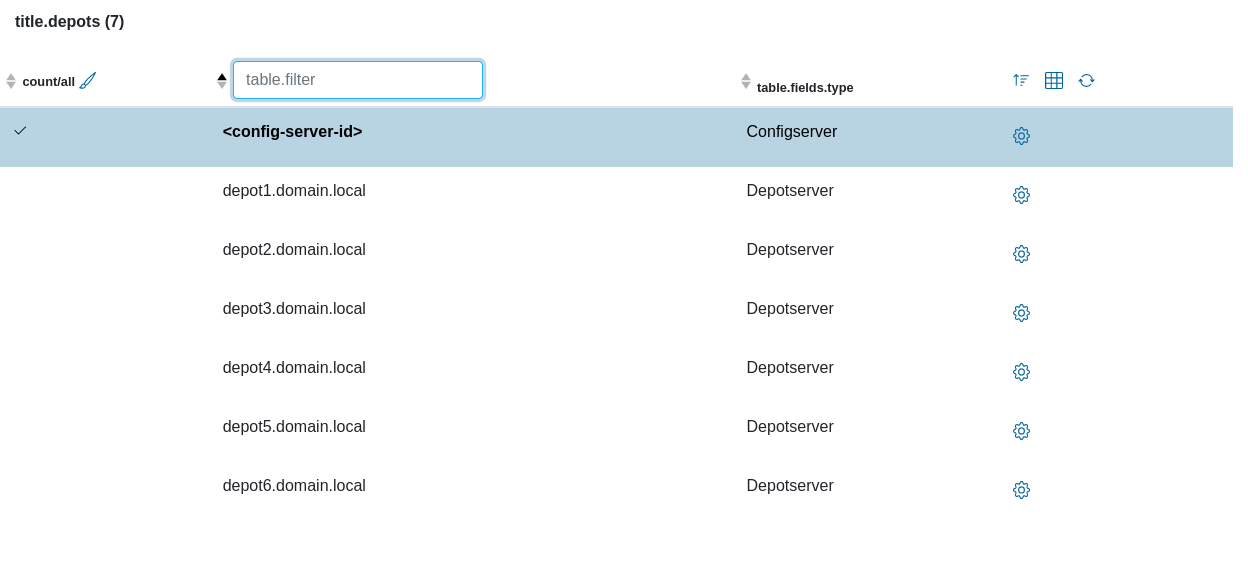 title.depots (7)
count/all table.filter table.fields.type
<config-server-id> Configserver
depot1.domain.local Depotserver
depot2.domain.local Depotserver
depot3.domain.local Depotserver
depot4.domain.local Depotserver
depot5.domain.local Depotserver
depot6.domain.local Depotserver